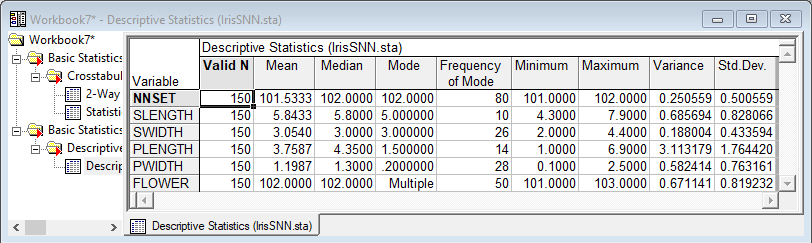 Workbook7* - Descriptive Statistics (IrisSNN.sta)
Workbook7*
Basic Statistics
Crosstabul
2-Way
Statisti
Basic Statistics
Descriptive
Descrip
Descriptive Statistics (IrisSNN.sta)
Variable Valid N Mean Median Mode Frequency of Mode Minimum Maximum Variance Std.Dev.
NNSET 150 101.5333 102.0000 102.0000 80 101.0000 102.0000 0.250559 0.500559
SLENGTH 150 5.8433 5.8000 5.000000 10 4.3000 7.9000 0.685694 0.828066
SWIDTH 150 3.0540 3.0000 3.000000 26 2.0000 4.4000 0.188004 0.433594
PLENGTH 150 3.7587 4.3500 1.500000 14 1.0000 6.9000 3.113179 1.764420
PWIDTH 150 1.1987 1.3000 .2000000 28 0.1000 2.5000 0.582414 0.763161
FLOWER 150 102.0000 102.0000 Multiple 50 101.0000 103.0000 0.671141 0.819232
Descriptive Statistics (IrisSNN.sta)